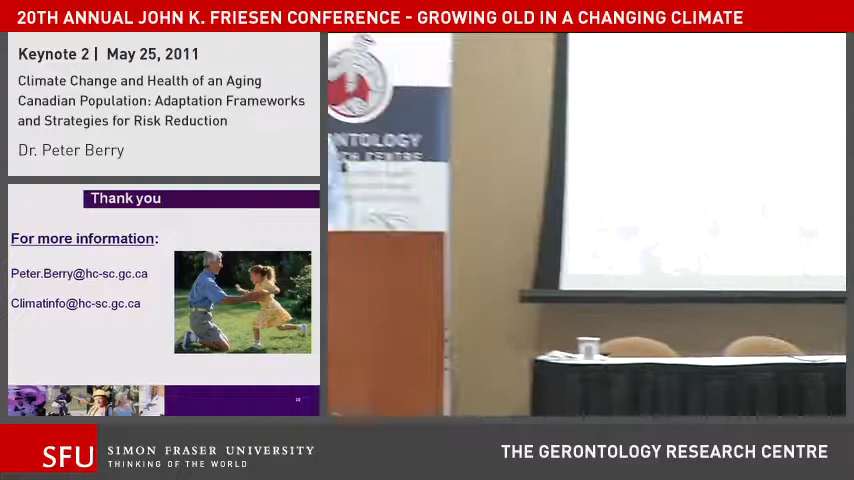 20TH ANNUAL JOHN K. FRIESEN CONFERENCE - GROWING OLD IN A CHANGING CLIMATE
Keynote 2 | May 25, 2011
Climate Change and Health of an Aging
Canadian Population: Adaptation Frameworks
and Strategies for Risk Reduction
Dr. Peter Berry
Thank you
For more information:
Peter.Berry@hc-sc.gc.ca
Climatinfo@hc-sc.gc.ca
NTOLOGY
CH CENTRE
SFU
SIMON FRASER UNIVERSITY
THINKING OF THE WORLD
THE GERONTOLOGY RESEARCH CENTRE